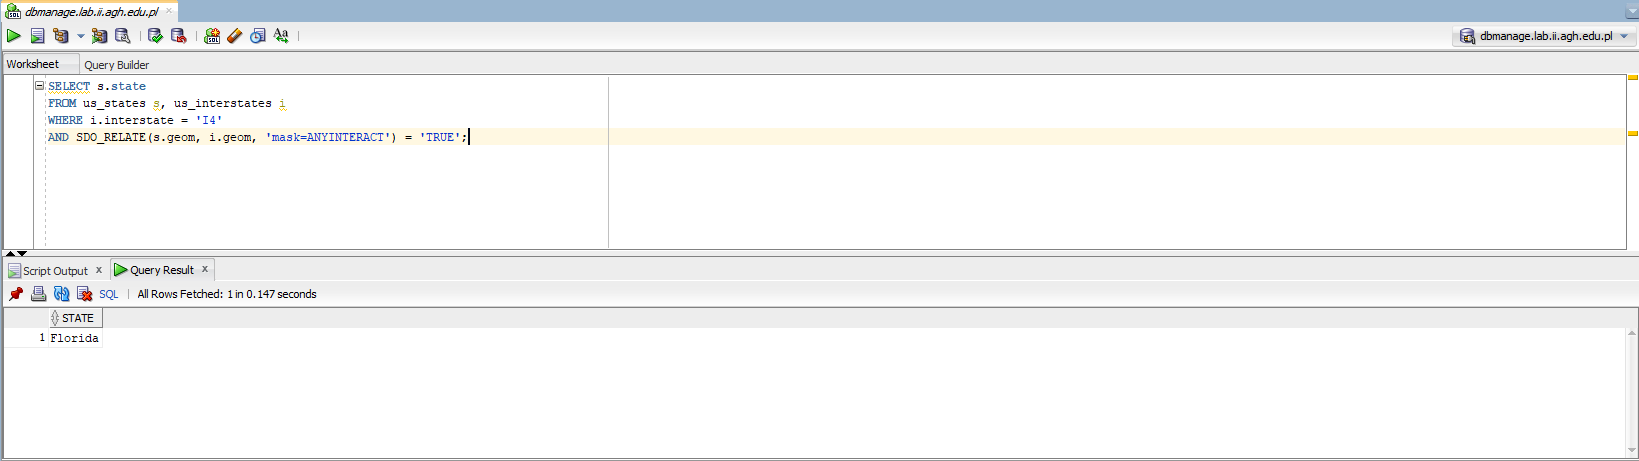 dbmanage.lab.ii.agh.edu.pl ×
SQL Aa
dbmanage.lab.ii.agh.edu.pl
Worksheet Query Builder
SELECT s.state
FROM us_states s, us_interstates i
WHERE i.interstate = 'I4'
AND SDO_RELATE(s.geom, i.geom, 'mask=ANYINTERACT') = 'TRUE';
Script Output × Query Result ×
SQL | All Rows Fetched: 1 in 0.147 seconds
STATE
1 Florida